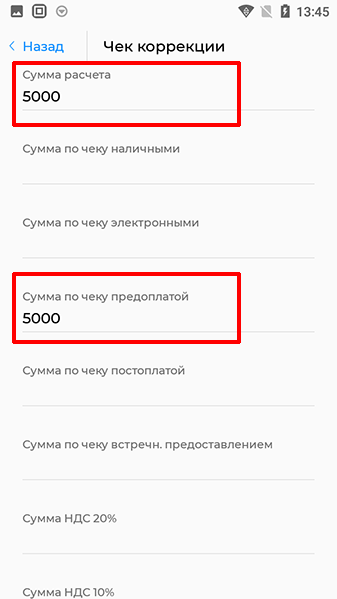 13:45
Назад
Чек коррекции
Сумма расчета
5000
Сумма по чеку наличными
Сумма по чеку электронными
Сумма по чеку предоплатой
5000
Сумма по чеку постоплатой
Сумма по чеку встречн. предоставлением
Сумма НДС 20%
Сумма НДС 10%